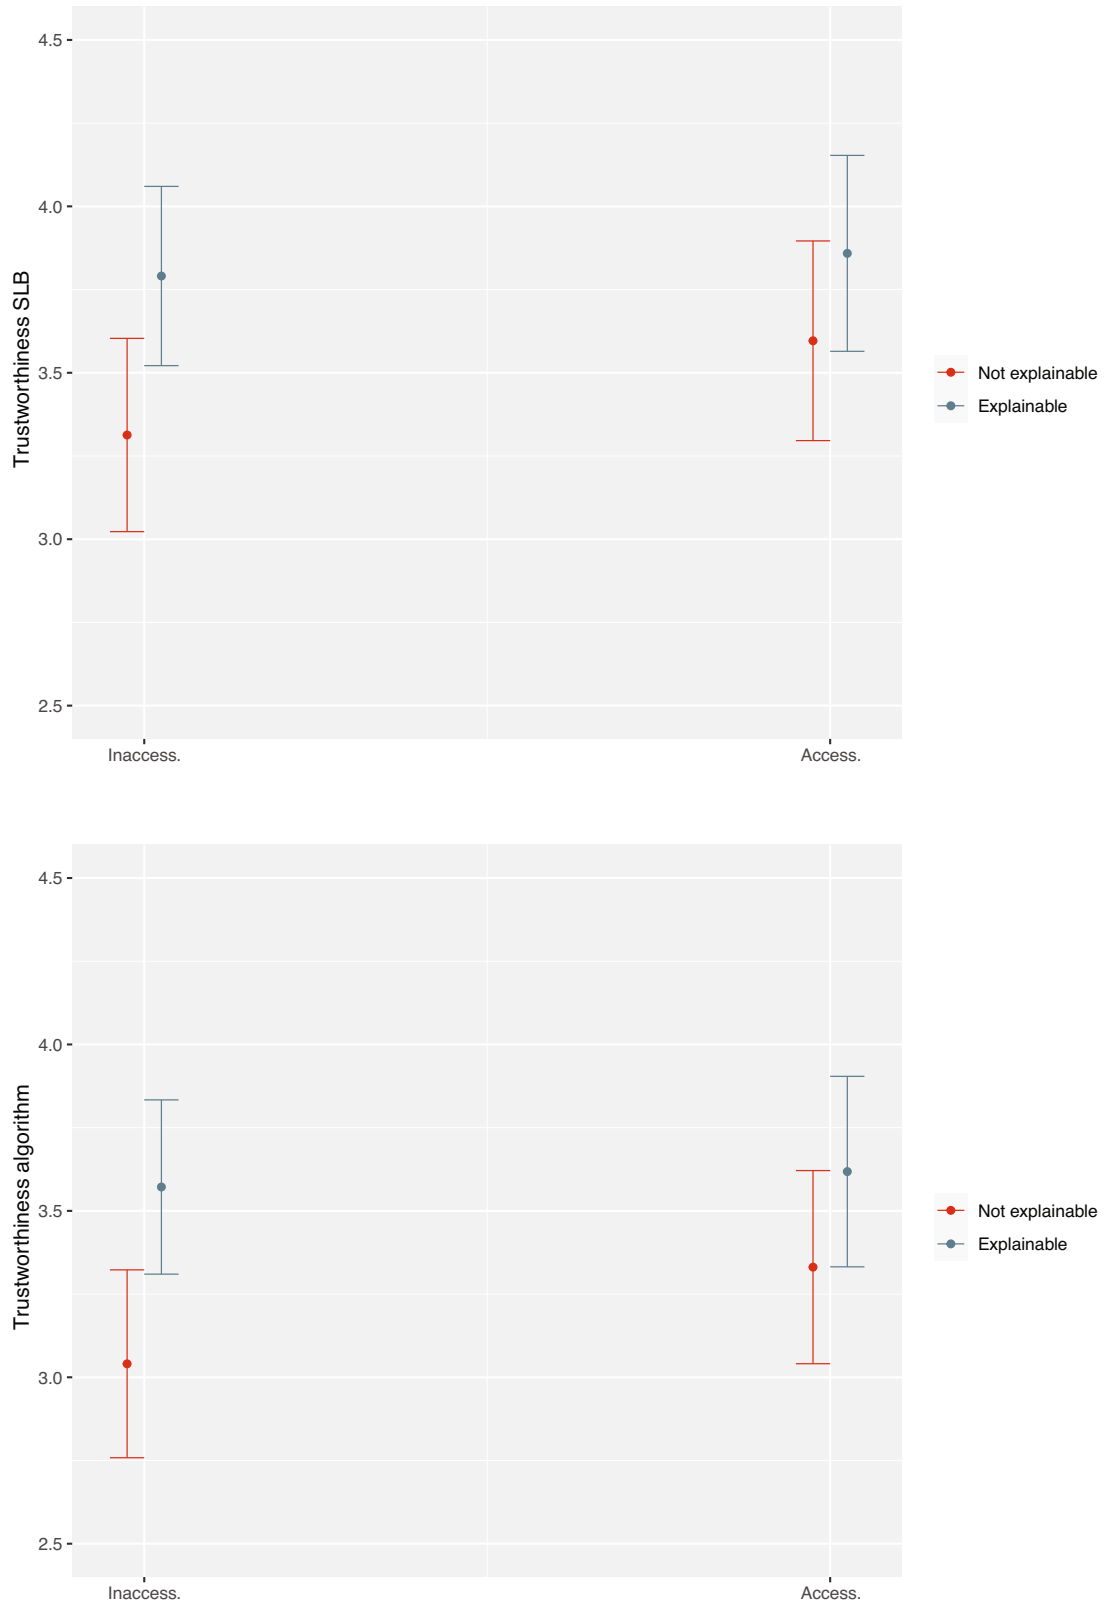 4.5
4.0
3.5
3.0
2.5
Trustworthiness SLB
Inaccess.
Access.
Not explainable
Explainable
4.5
4.0
3.5
3.0
2.5
Trustworthiness algorithm
Inaccess.
Access.
Not explainable
Explainable